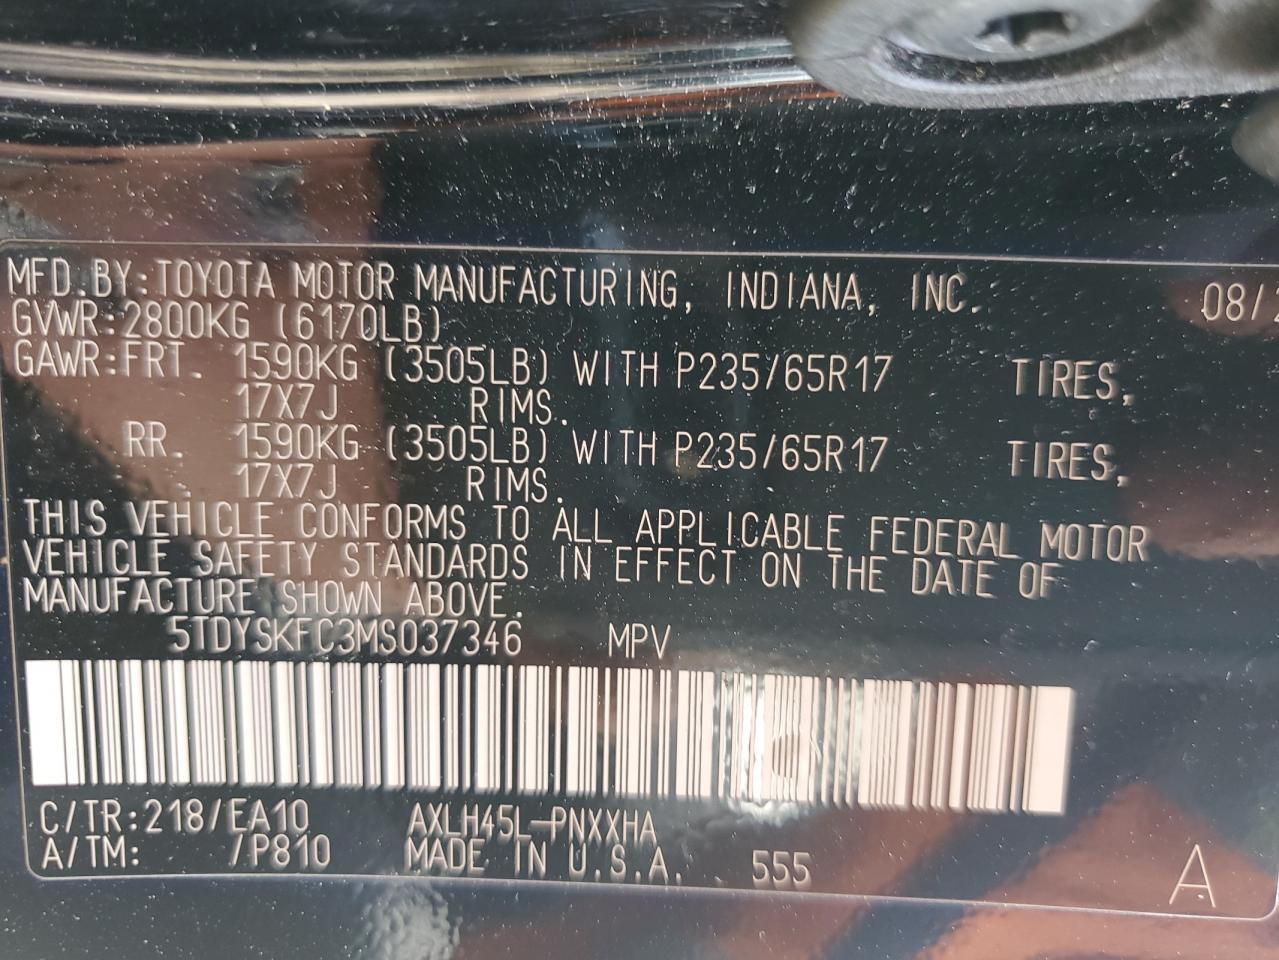 MFD.BY:TOYOTA MOTOR MANUFACTURING, INDIANA, INC. 08/
GVWR:2800KG (6170LB)
GAWR:FRT. 1590KG (3505LB) WITH P235/65R17 TIRES,
17X7J RIMS.
RR. 1590KG (3505LB) WITH P235/65R17 TIRES,
17X7J RIMS.
THIS VEHICLE CONFORMS TO ALL APPLICABLE FEDERAL MOTOR
VEHICLE SAFETY STANDARDS IN EFFECT ON THE DATE OF
MANUFACTURE SHOWN ABOVE.
5TDYSKFC3MS037346 MPV
C/TR:218/EA10 AXLH45L-PNXXHA
A/TM: /P810 MADE IN U.S.A. 555 A